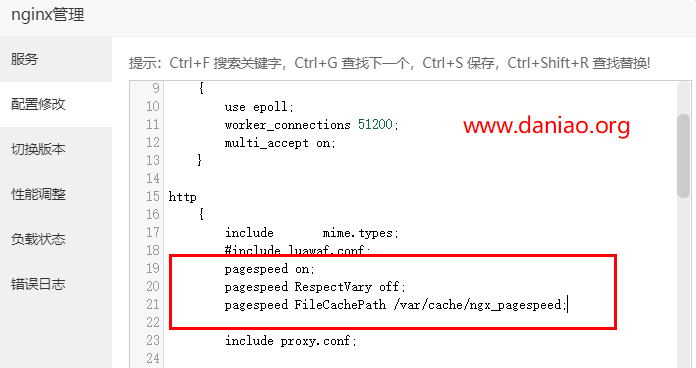 nginx管理
服务
配置修改
切换版本
性能调整
负载状态
错误日志
提示：Ctrl+F 搜索关键字，Ctrl+G 查找下一个，Ctrl+S 保存，Ctrl+Shift+R 查找替换!
9 {
10 use epoll;
11 worker_connections 51200;
12 multi_accept on;
13 }
14
15 http
16 {
17 include mime.types;
18 #include luawaf.conf;
19 pagespeed on;
20 pagespeed RespectVary off;
21 pagespeed FileCachePath /var/cache/ngx_pagespeed;
22
23 include proxy.conf;
24
www.daniao.org